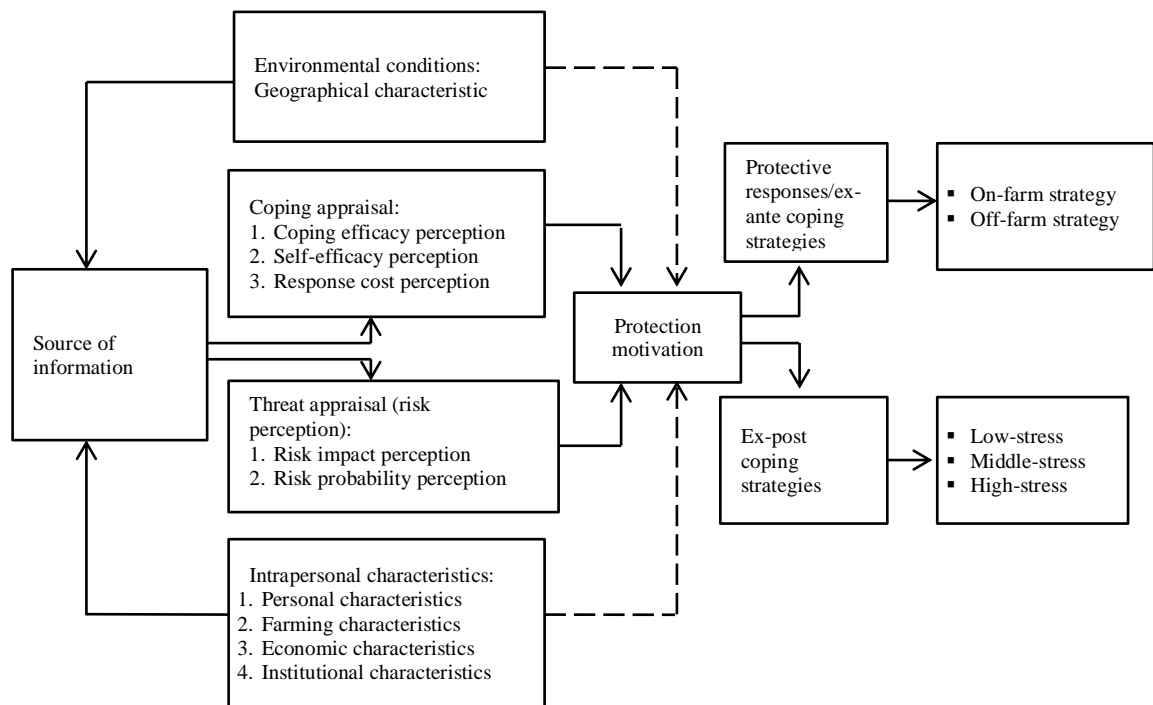 Environmental conditions:
Geographical characteristic
Coping appraisal:
1. Coping efficacy perception
2. Self-efficacy perception
3. Response cost perception
Source of
information
Threat appraisal (risk
perception):
1. Risk impact perception
2. Risk probability perception
Intrapersonal characteristics:
1. Personal characteristics
2. Farming characteristics
3. Economic characteristics
4. Institutional characteristics
Protection
motivation
Protective
responses/ex-
ante coping
strategies
▪ On-farm strategy
▪ Off-farm strategy
Ex-post
coping
strategies
▪ Low-stress
▪ Middle-stress
▪ High-stress